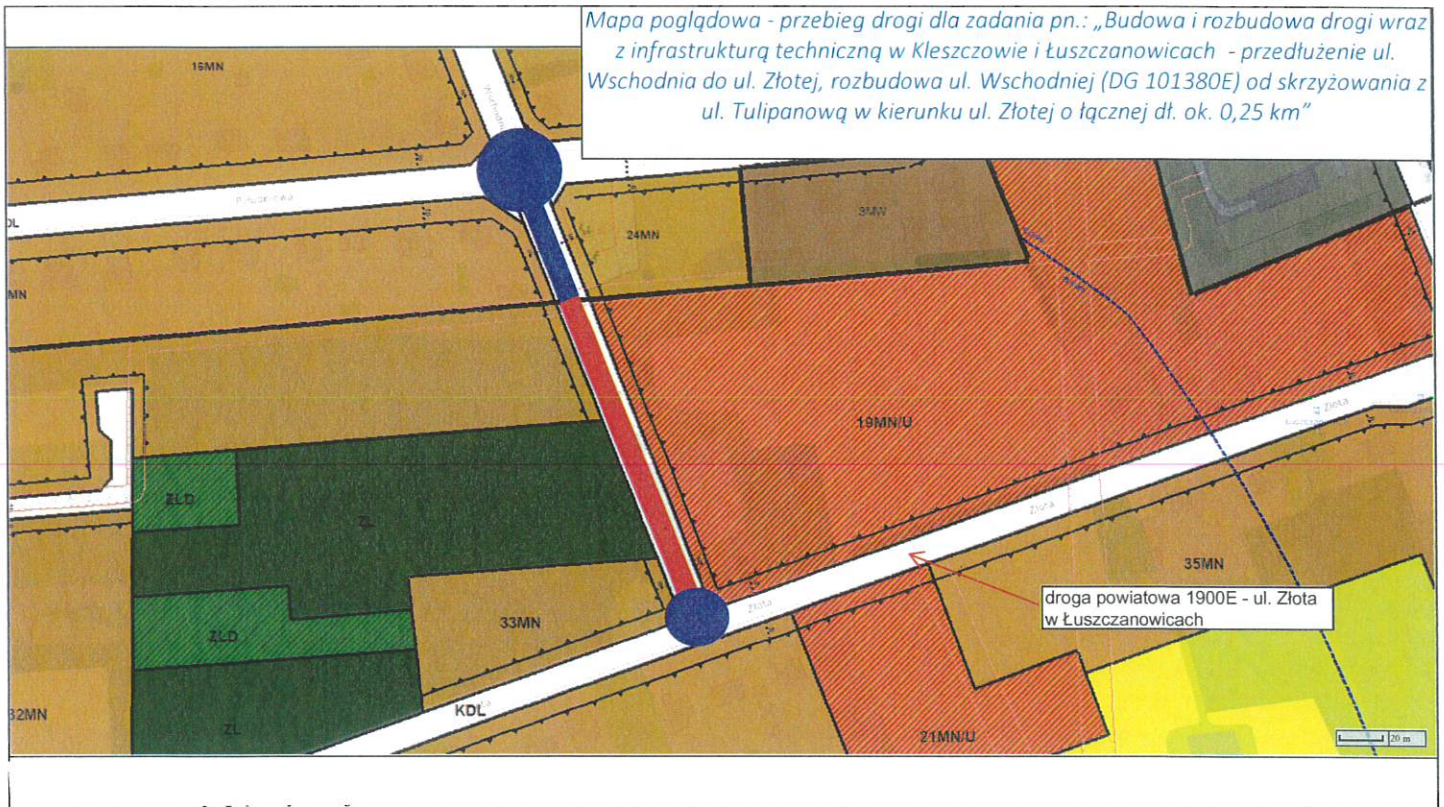 Mapa poglądowa - przebieg drogi dla zadania pn.: „Budowa i rozbudowa drogi wraz
z infrastrukturą techniczną w Kleszczowie i Łuszczanowicach - przedłużenie ul.
Wschodnia do ul. Złotej, rozbudowa ul. Wschodniej (DG 101380E) od skrzyżowania z
ul. Tulipanową w kierunku ul. Złotej o łącznej dł. ok. 0,25 km”
16MN
Wschodnia
3MW
24MN
MN
19MN/U
Złota
ZLD
ZL
Złota
35MN
droga powiatowa 1900E - ul. Złota
w Łuszczanowicach
Złota
33MN
ZLD
KDL
32MN
ZL
21MN/U
20 m